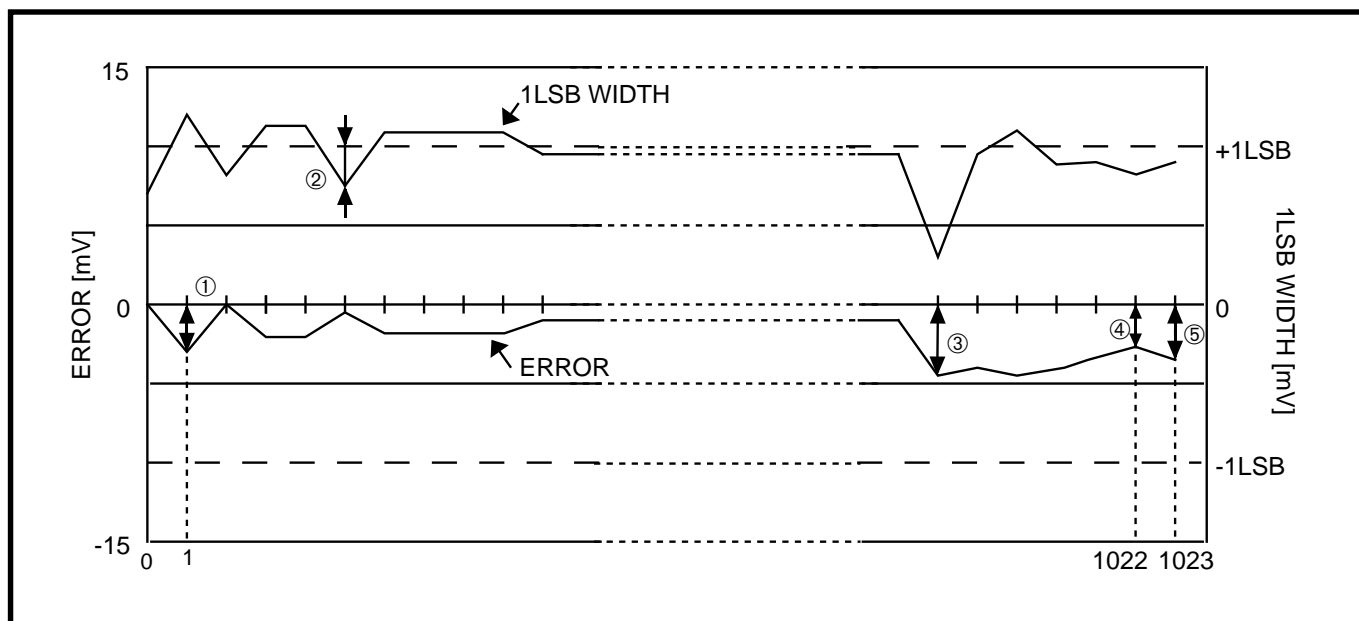 15
1LSB WIDTH
+1LSB
②
ERROR [mV]
1LSB WIDTH [mV]
①
0
0
③
④
⑤
ERROR
-1LSB
-15
0
1
1022
1023